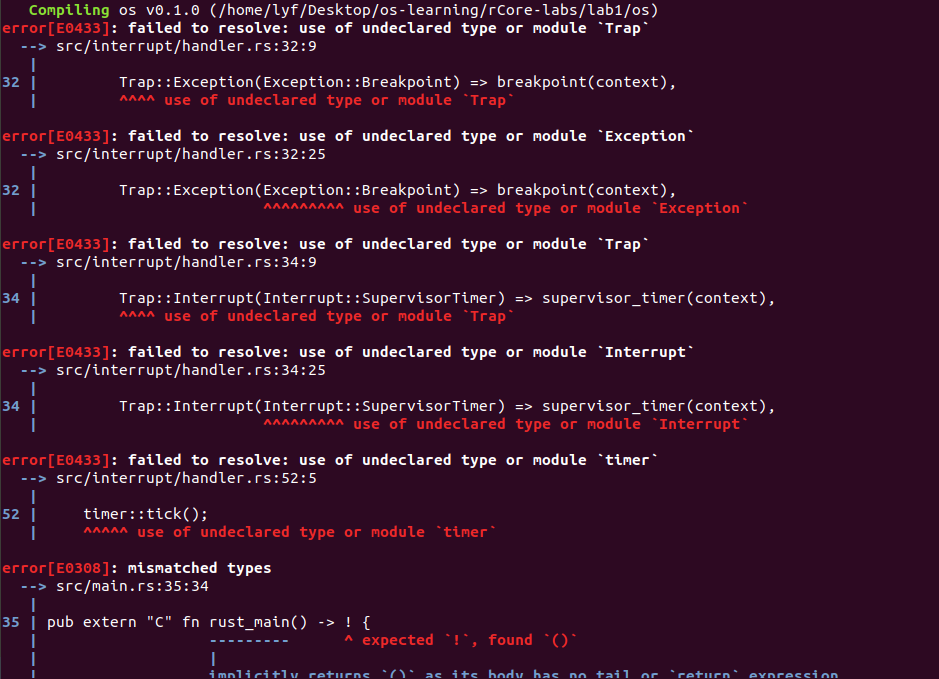 Compiling os v0.1.0 (/home/lyf/Desktop/os-learning/rCore-labs/lab1/os)
error[E0433]: failed to resolve: use of undeclared type or module `Trap`
  --> src/interrupt/handler.rs:32:9
   |
32 |         Trap::Exception(Exception::Breakpoint) => breakpoint(context),
   |         ^^^^ use of undeclared type or module `Trap`

error[E0433]: failed to resolve: use of undeclared type or module `Exception`
  --> src/interrupt/handler.rs:32:25
   |
32 |         Trap::Exception(Exception::Breakpoint) => breakpoint(context),
   |                         ^^^^^^^^^ use of undeclared type or module `Exception`

error[E0433]: failed to resolve: use of undeclared type or module `Trap`
  --> src/interrupt/handler.rs:34:9
   |
34 |         Trap::Interrupt(Interrupt::SupervisorTimer) => supervisor_timer(context),
   |         ^^^^ use of undeclared type or module `Trap`

error[E0433]: failed to resolve: use of undeclared type or module `Interrupt`
  --> src/interrupt/handler.rs:34:25
   |
34 |         Trap::Interrupt(Interrupt::SupervisorTimer) => supervisor_timer(context),
   |                         ^^^^^^^^^ use of undeclared type or module `Interrupt`

error[E0433]: failed to resolve: use of undeclared type or module `timer`
  --> src/interrupt/handler.rs:52:5
   |
52 |     timer::tick();
   |     ^^^^^ use of undeclared type or module `timer`

error[E0308]: mismatched types
  --> src/main.rs:35:34
   |
35 | pub extern "C" fn rust_main() -> ! {
   |                   ---------      ^ expected `!`, found `()`
   |                   |
   |                   implicitly returns `()` as its body has no tail or `return` expression